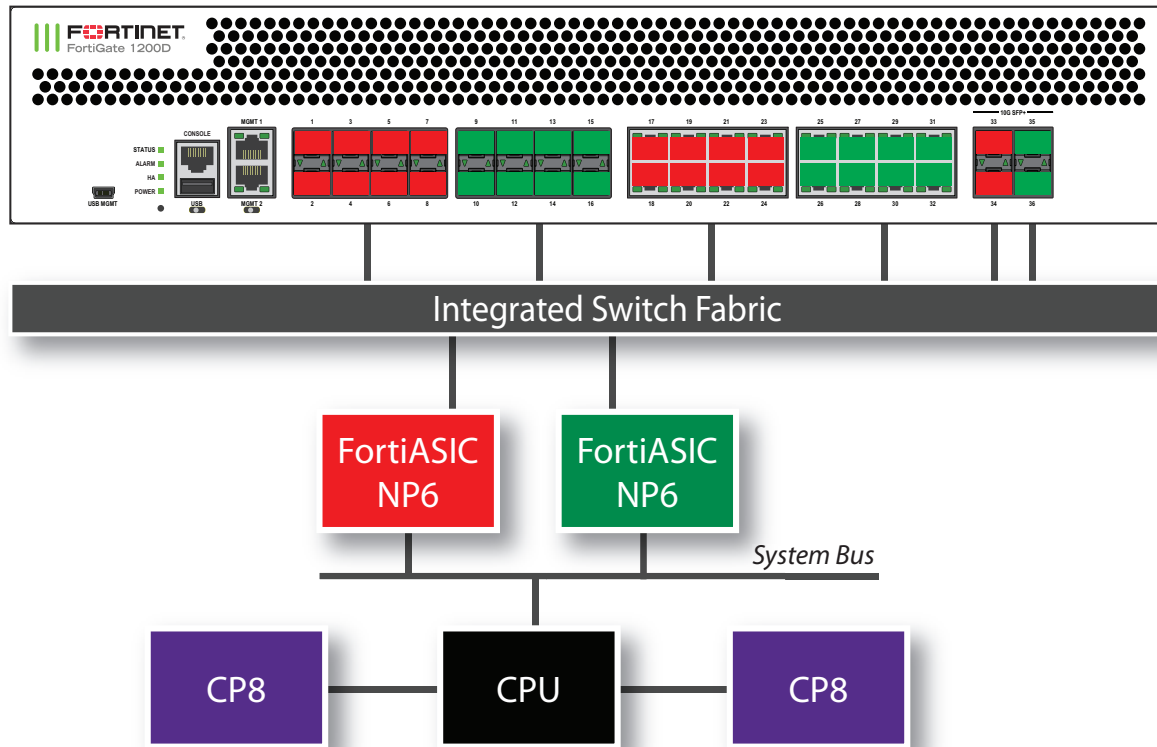 FORTINET
FortiGate 1200D
CONSOLE
MGMT 1
1 3 5 7
9 11 13 15
17 19 21 23
25 27 29 31
10G SFP+
33 35
STATUS
ALARM
HA
POWER
USB MGMT
USB
MGMT 2
2 4 6 8
10 12 14 16
18 20 22 24
26 28 30 32
34 36
Integrated Switch Fabric
FortiASIC
NP6
FortiASIC
NP6
System Bus
CP8
CPU
CP8